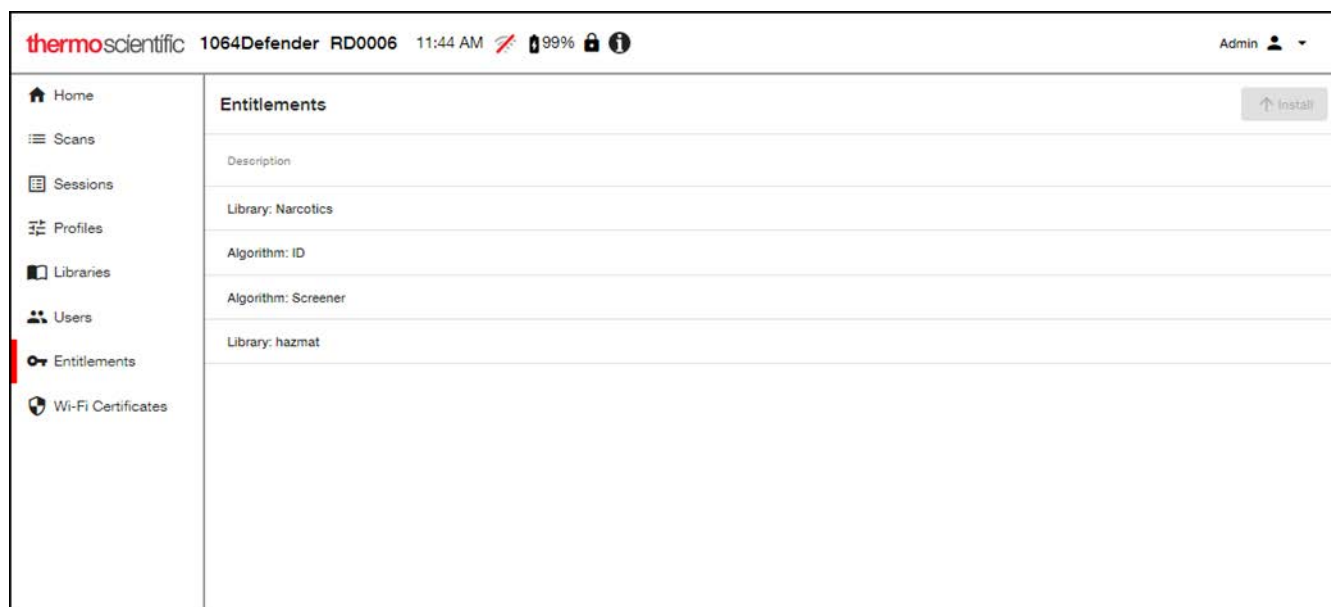 thermoscientific 1064Defender RD0006 11:44 AM 99% Admin
Home
Scans
Sessions
Profiles
Libraries
Users
Entitlements
Wi-Fi Certificates
Entitlements
Install
Description
Library: Narcotics
Algorithm: ID
Algorithm: Screener
Library: hazmat